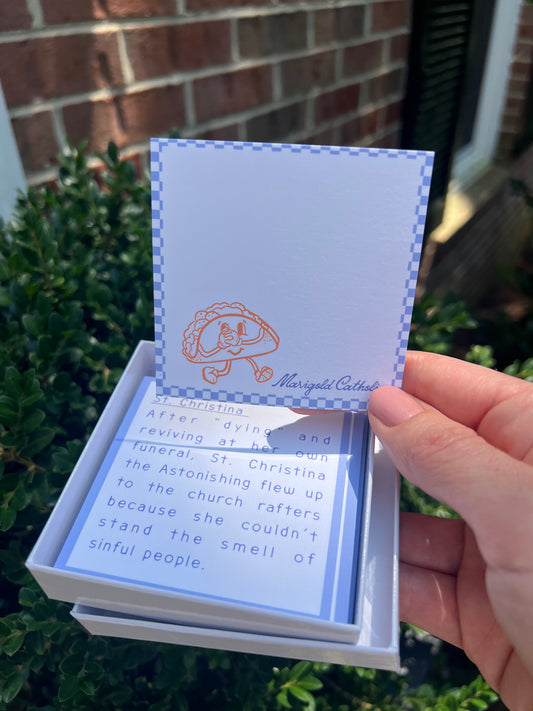 Marigold Catholic
St. Christina
After "dying" and
reviving at her own
funeral, St. Christina
the Astonishing flew up
to the church rafters
because she couldn't
stand the smell of
sinful people.